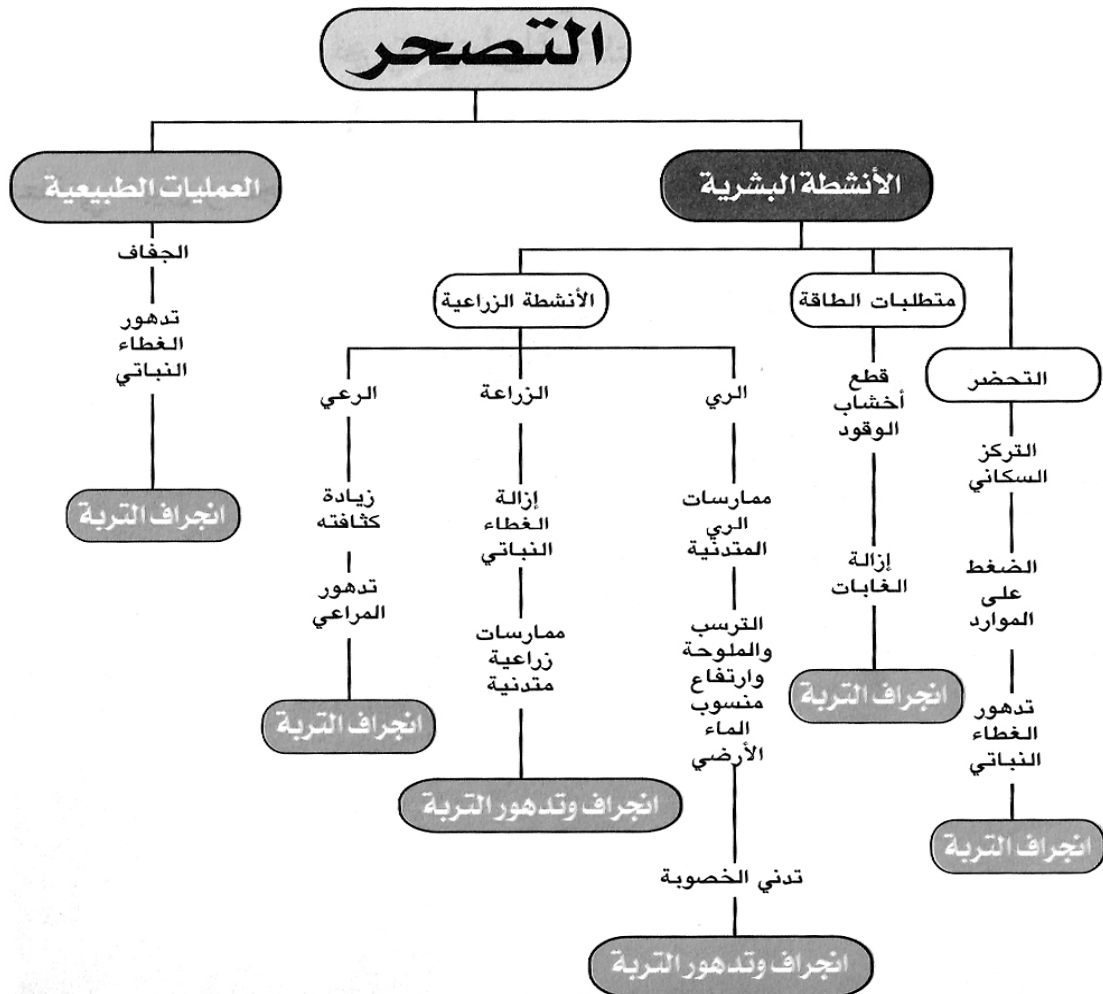 التصحر
الأنشطة البشرية
العمليات الطبيعية
التحضر
التركز
السكاني
الضغط
على
الموارد
تدهور
الغطاء
النباتي
انجراف التربة
متطلبات الطاقة
قطع
أخشاب
الوقود
إزالة
الغابات
انجراف التربة
الأنشطة الزراعية
الري
ممارسات
الري
المتدنية
الترسب
والملوحة
وارتفاع
منسوب
الماء
الأرضي
تدني الخصوبة
انجراف وتدهور التربة
الزراعة
إزالة
الغطاء
النباتي
ممارسات
زراعية
متدنية
انجراف وتدهور التربة
الرعي
زيادة
كثافته
تدهور
المراعي
انجراف التربة
الجفاف
تدهور
الغطاء
النباتي
انجراف التربة